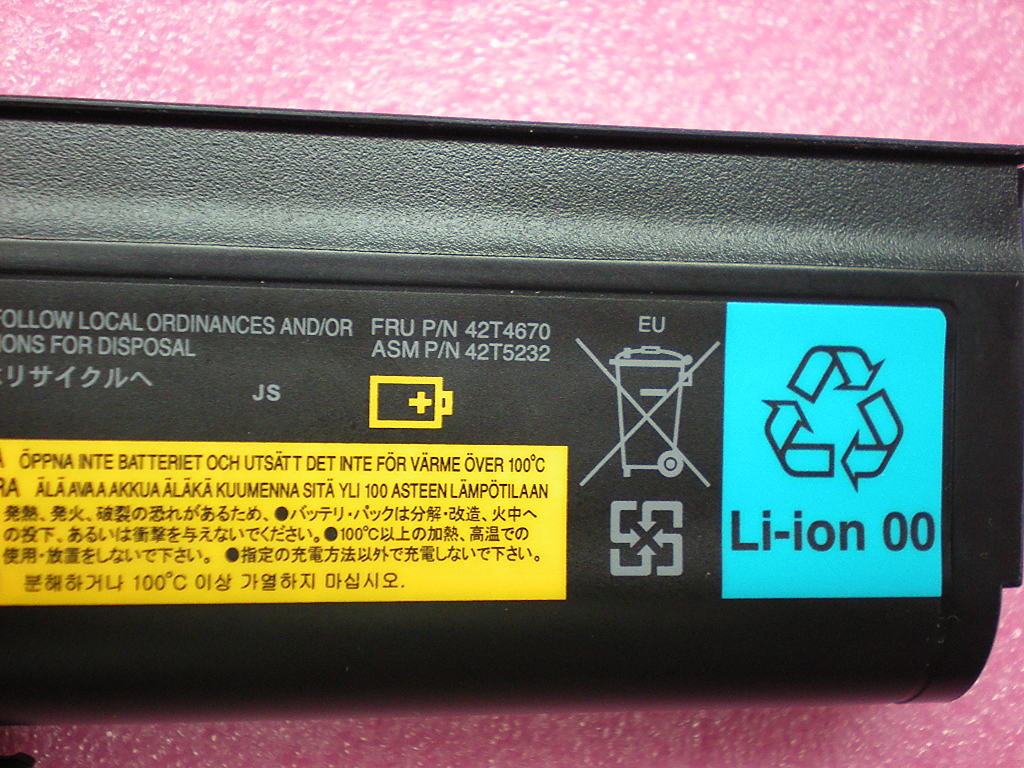 FOLLOW LOCAL ORDINANCES AND/OR
IONS FOR DISPOSAL
リサイクルへ
JS
FRU P/N 42T4670
ASM P/N 42T5232
EU
ÖPPNA INTE BATTERIET OCH UTSÄTT DET INTE FÖR VÄRME ÖVER 100°C
RA ÄLÄ AVAA AKKUA ÄLÄKÄ KUUMENNA SITÄ YLI 100 ASTEEN LÄMPÖTILAAN
発熱、発火、破裂の恐れがあるため、●バッテリ・パックは分解・改造、火中へ
の投下、あるいは衝撃を与えないでください。●100°C以上の加熱、高温での
使用・放置をしないで下さい。 ●指定の充電方法以外で充電しないで下さい。
분해하거나 100°C 이상 가열하지 마십시오.
Li-ion 00